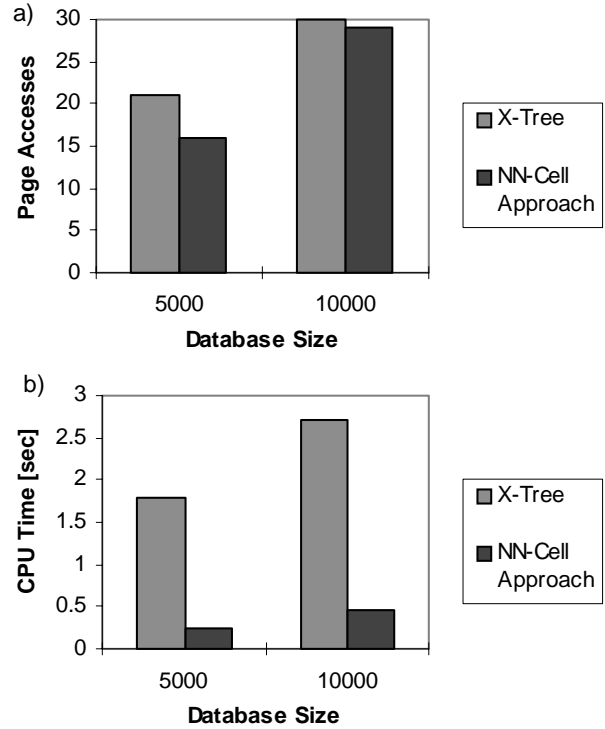 a)
Page Accesses
30
25
20
15
10
5
0
5000
10000
Database Size
X-Tree
NN-Cell
Approach
b)
CPU Time [sec]
3
2.5
2
1.5
1
0.5
0
5000
10000
Database Size
X-Tree
NN-Cell
Approach